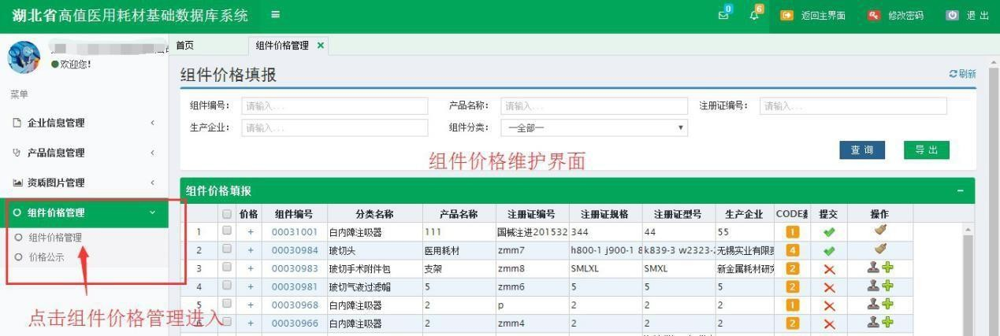 湖北省高值医用耗材基础数据库系统 0 6 返回主界面 修改密码 退 出
欢迎您!
首页 组件价格管理
菜单
企业信息管理
产品信息管理
资质图片管理
组件价格管理
组件价格管理
价格公示
点击组件价格管理进入
组件价格填报 刷新
组件编号: 请输入... 产品名称: 请输入... 注册证编号: 请输入...
生产企业: 请输入... 组件分类: 一全部一
查 询 导 出
组件价格维护界面
组件价格填报
价格 组件编号 分类名称 产品名称 注册证编号 注册证规格 注册证型号 生产企业 CODE 提交 操作
1 + 00031001 白内障注吸器 111 国械注进201532 344 44 55 1
2 + 00030984 玻切头 医用耗材 zmm7 h800-1 j900-1 8 k839-3 w2323-2 无锡实业有限 4
3 + 00030983 玻切手术附件包 支架 zmm8 SMLXL SMXL 新金属耗材研 2
4 + 00030981 玻切气液过滤帽 5 zmm6 5 5 5 2
5 + 00030968 白内障注吸器 2 p 2 2 2 1
6 + 00030966 白内障注吸器 2 zmm4 2 2 2 2